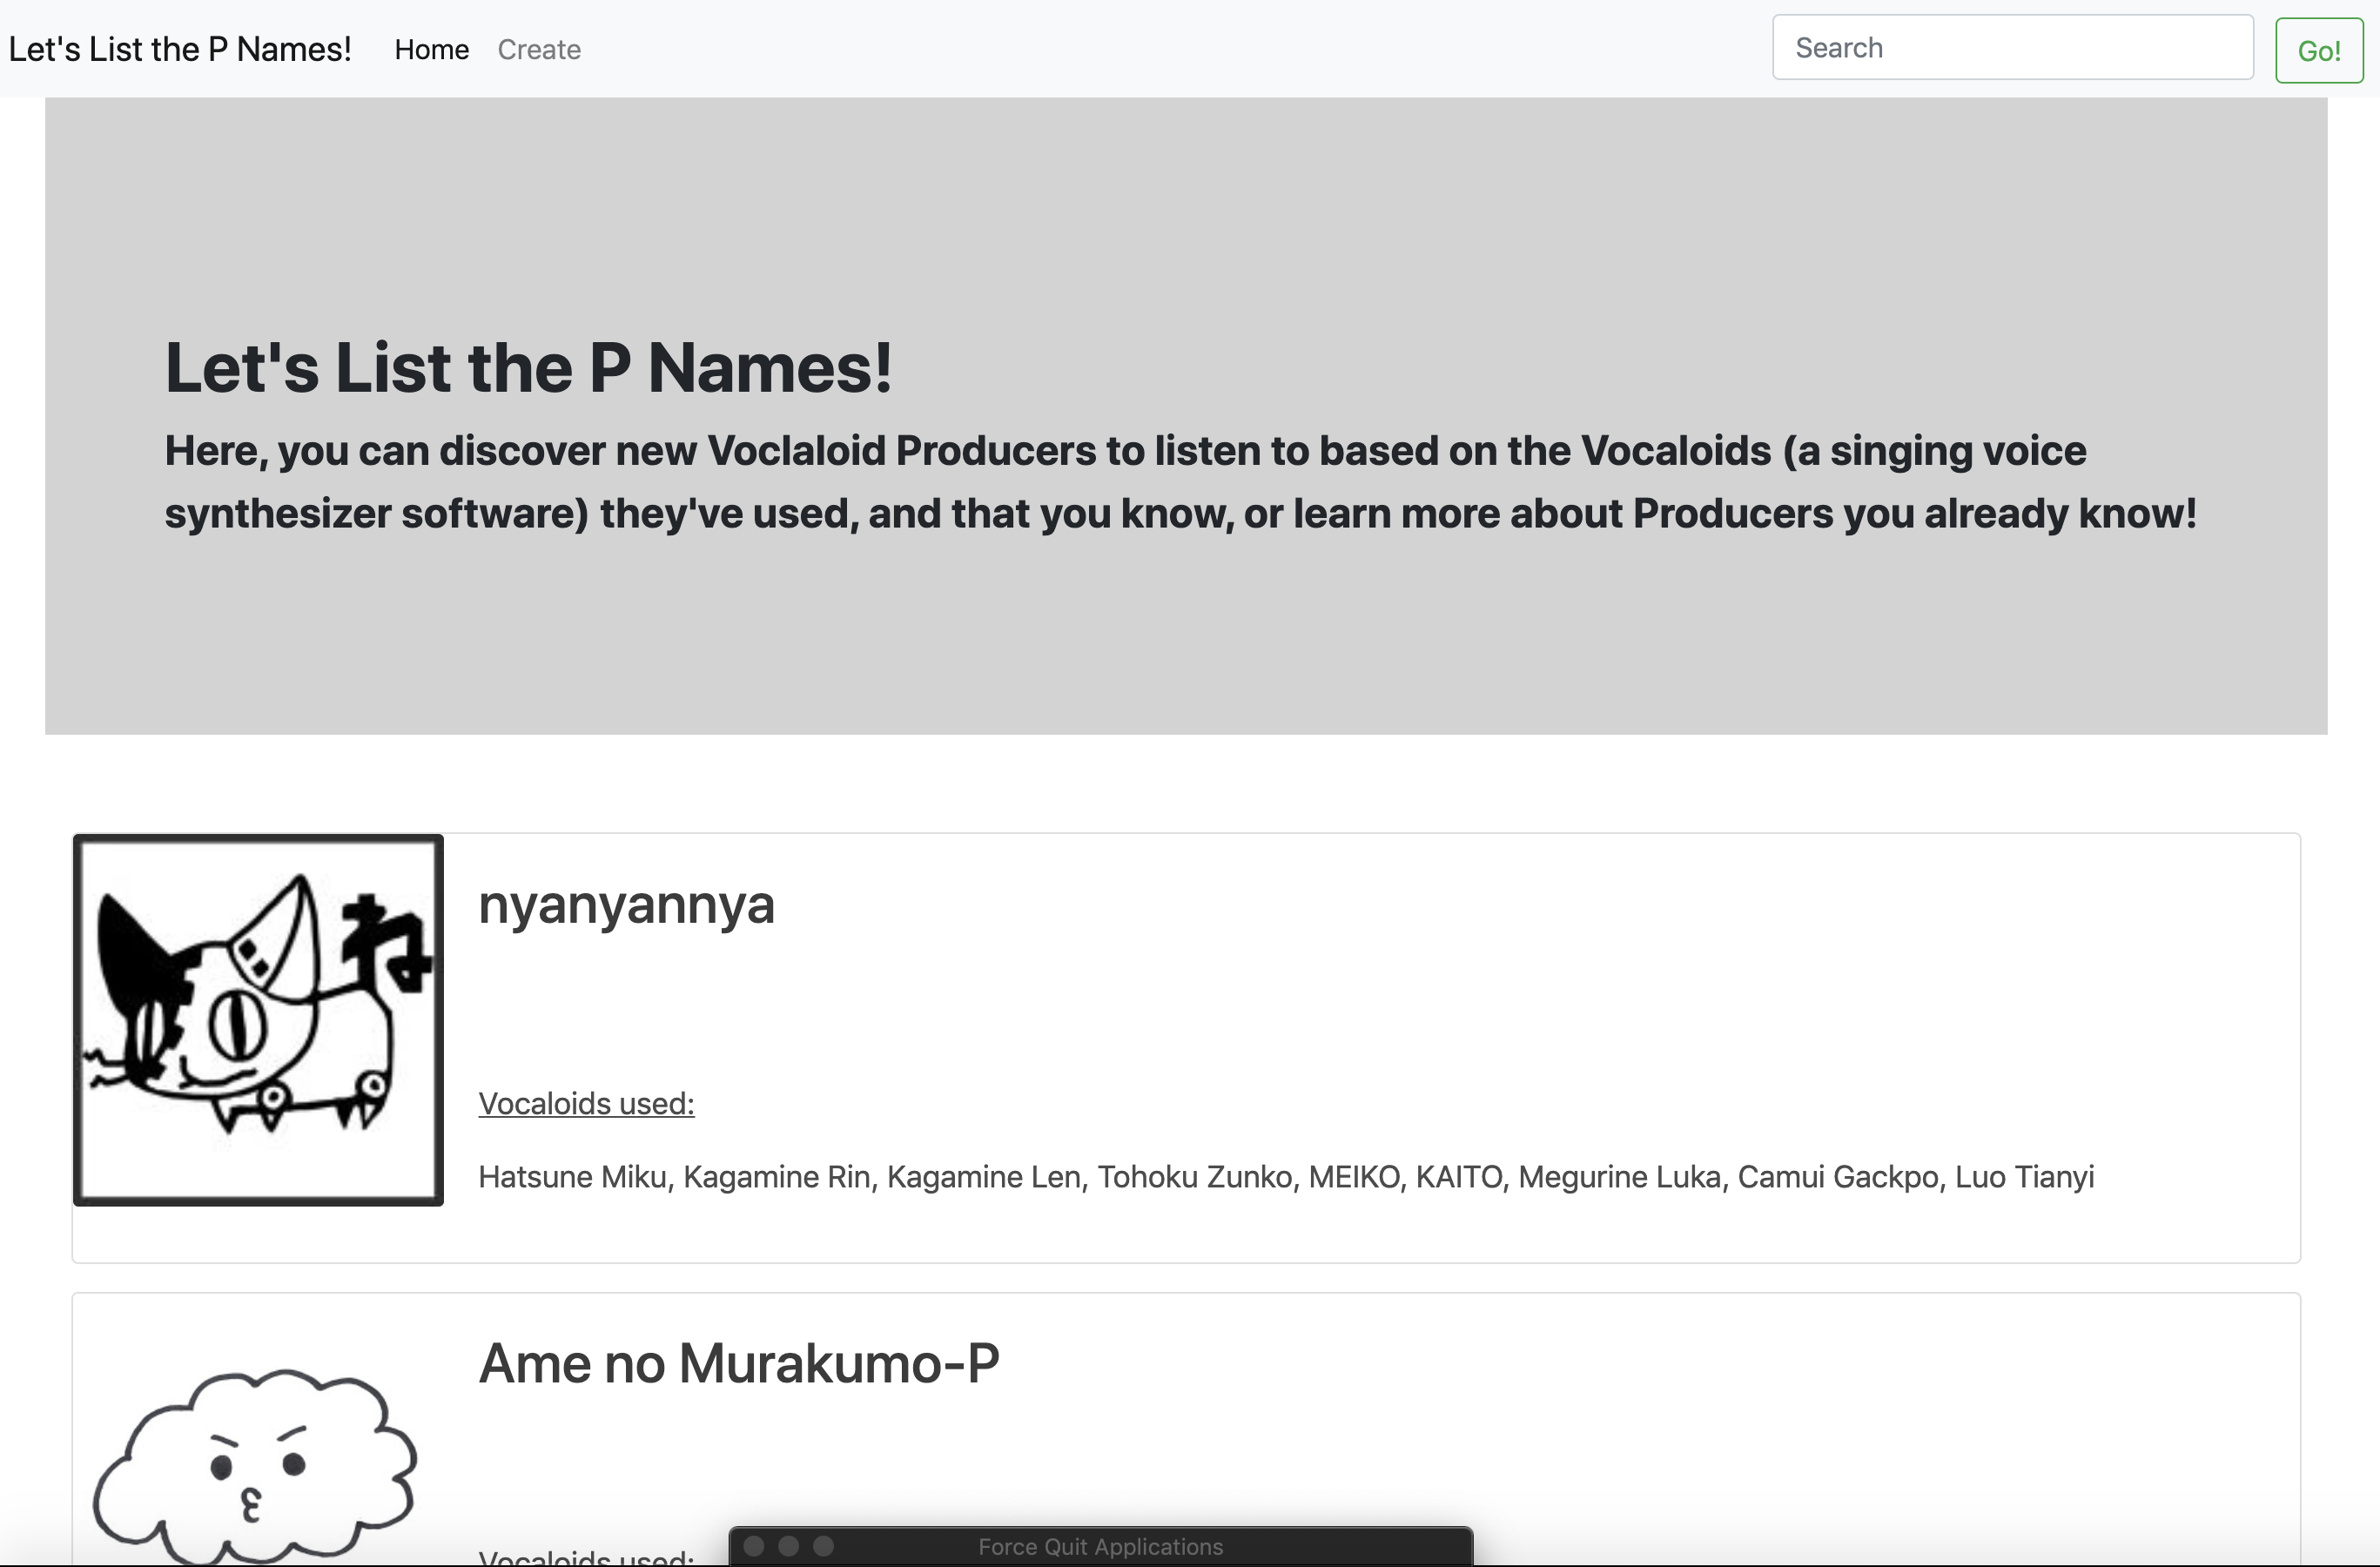 Let's List the P Names! Home Create Search Go!
Let's List the P Names!
Here, you can discover new Voclaloid Producers to listen to based on the Vocaloids (a singing voice
synthesizer software) they've used, and that you know, or learn more about Producers you already know!
ね
nyanyannya
Vocaloids used:
Hatsune Miku, Kagamine Rin, Kagamine Len, Tohoku Zunko, MEIKO, KAITO, Megurine Luka, Camui Gackpo, Luo Tianyi
Ame no Murakumo-P
Vocaloids used:
Force Quit Applications